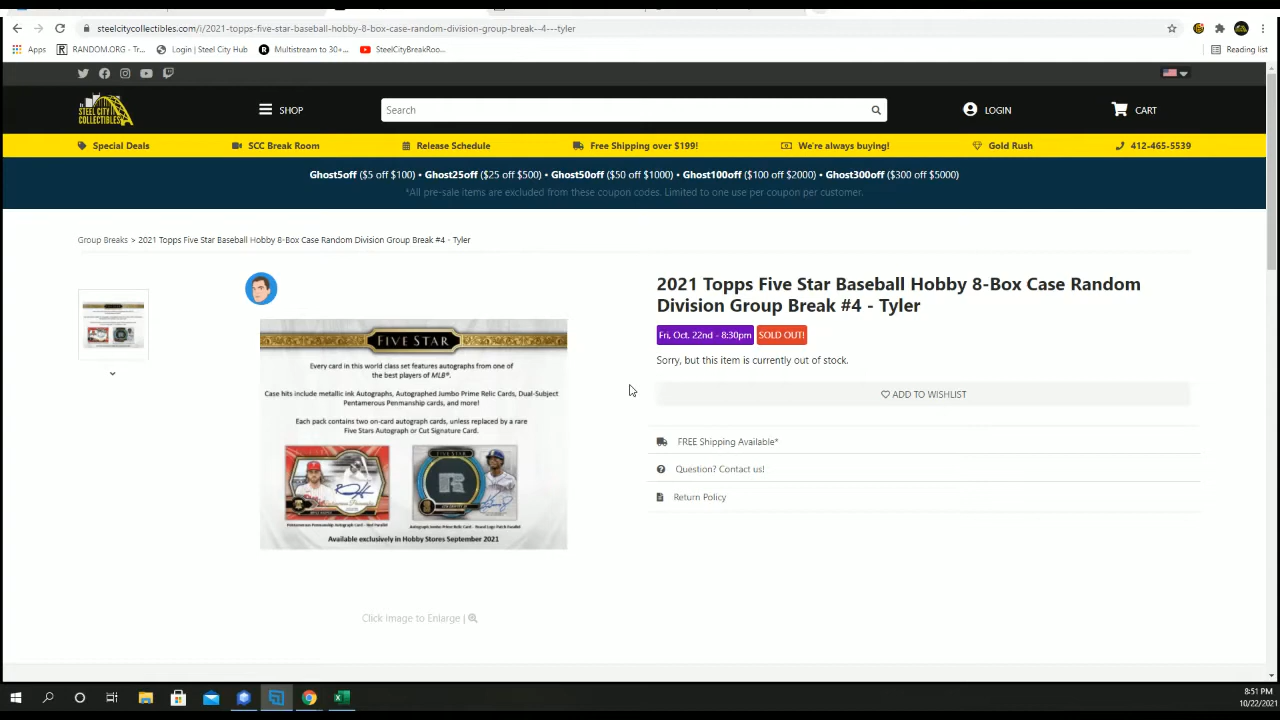 steelcitycollectibles.com/i/2021-topps-five-star-baseball-hobby-8-box-case-random-division-group-break--4---tyler
Apps RANDOM.ORG - Tr... Login | Steel City Hub Multistream to 30+... SteelCityBreakRoo... Reading list
STEEL CITY
COLLECTIBLES
SHOP Search LOGIN CART
Special Deals SCC Break Room Release Schedule Free Shipping over $199! We're always buying! Gold Rush 412-465-5539
Ghost5off ($5 off $100) • Ghost25off ($25 off $500) • Ghost50off ($50 off $1000) • Ghost100off ($100 off $2000) • Ghost300off ($300 off $5000)
*All pre-sale items are excluded from these coupon codes. Limited to one use per coupon per customer.
Group Breaks > 2021 Topps Five Star Baseball Hobby 8-Box Case Random Division Group Break #4 - Tyler
2021 Topps Five Star Baseball Hobby 8-Box Case Random
Division Group Break #4 - Tyler
Fri, Oct. 22nd - 8:30pm SOLD OUT!
Sorry, but this item is currently out of stock.
ADD TO WISHLIST
FREE Shipping Available*
Question? Contact us!
Return Policy
FIVE STAR
Every card in this world class set features autographs from one of
the best players of MLB®.
Case hits include metallic ink Autographs, Autographed Jumbo Prime Relic Cards, Dual-Subject
Pentamerous Penmanship cards, and more!
Each pack contains two on-card autograph cards, unless replaced by a rare
Five Stars Autograph or Cut Signature Card.
Pentamerous Penmanship Autograph Card - Red Parallel
Available exclusively in Hobby Stores September 2021
Click Image to Enlarge |
8:51 PM
10/22/2021